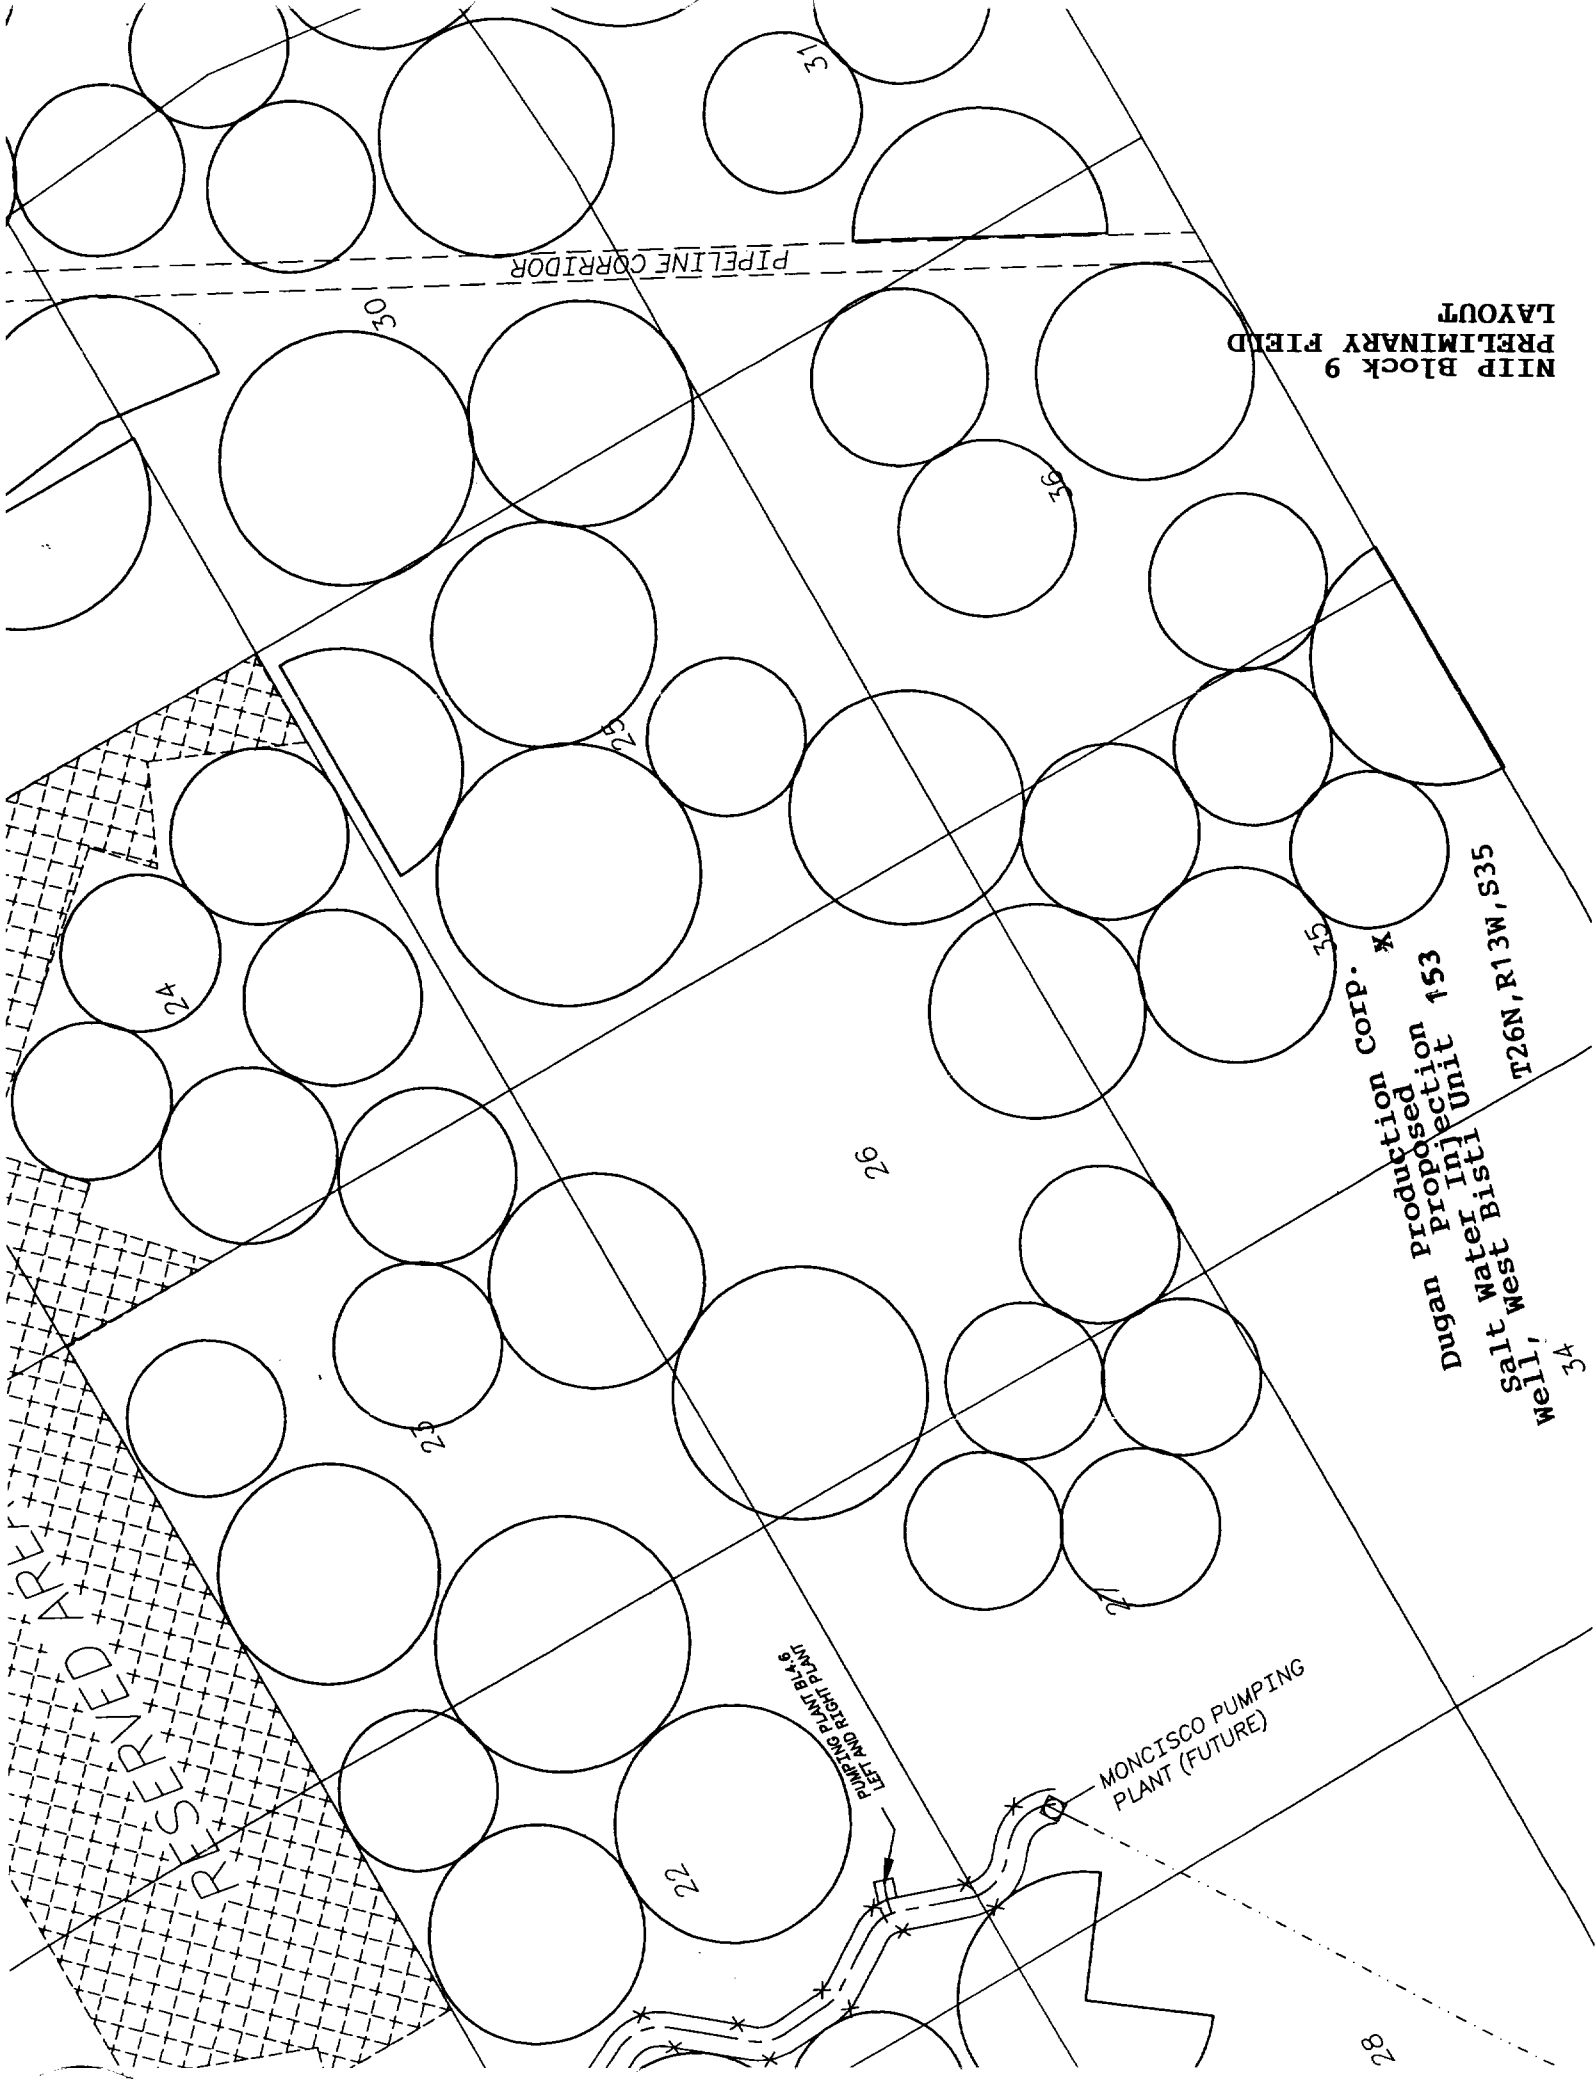 31
PIPELINE CORRIDOR
30
NIIP Block 9
PRELIMINARY FIELD
LAYOUT
36
25
24
35
X
Dugan Production Corp.
Proposed
Salt Water Injection
Well, West Bisti Unit 153
T26N,R13W,S35
34
26
23
27
RESERVED AREA
22
PUMPING PLANT BL4.6
LEFT AND RIGHT PLANT
MONCISCO PUMPING
PLANT (FUTURE)
28